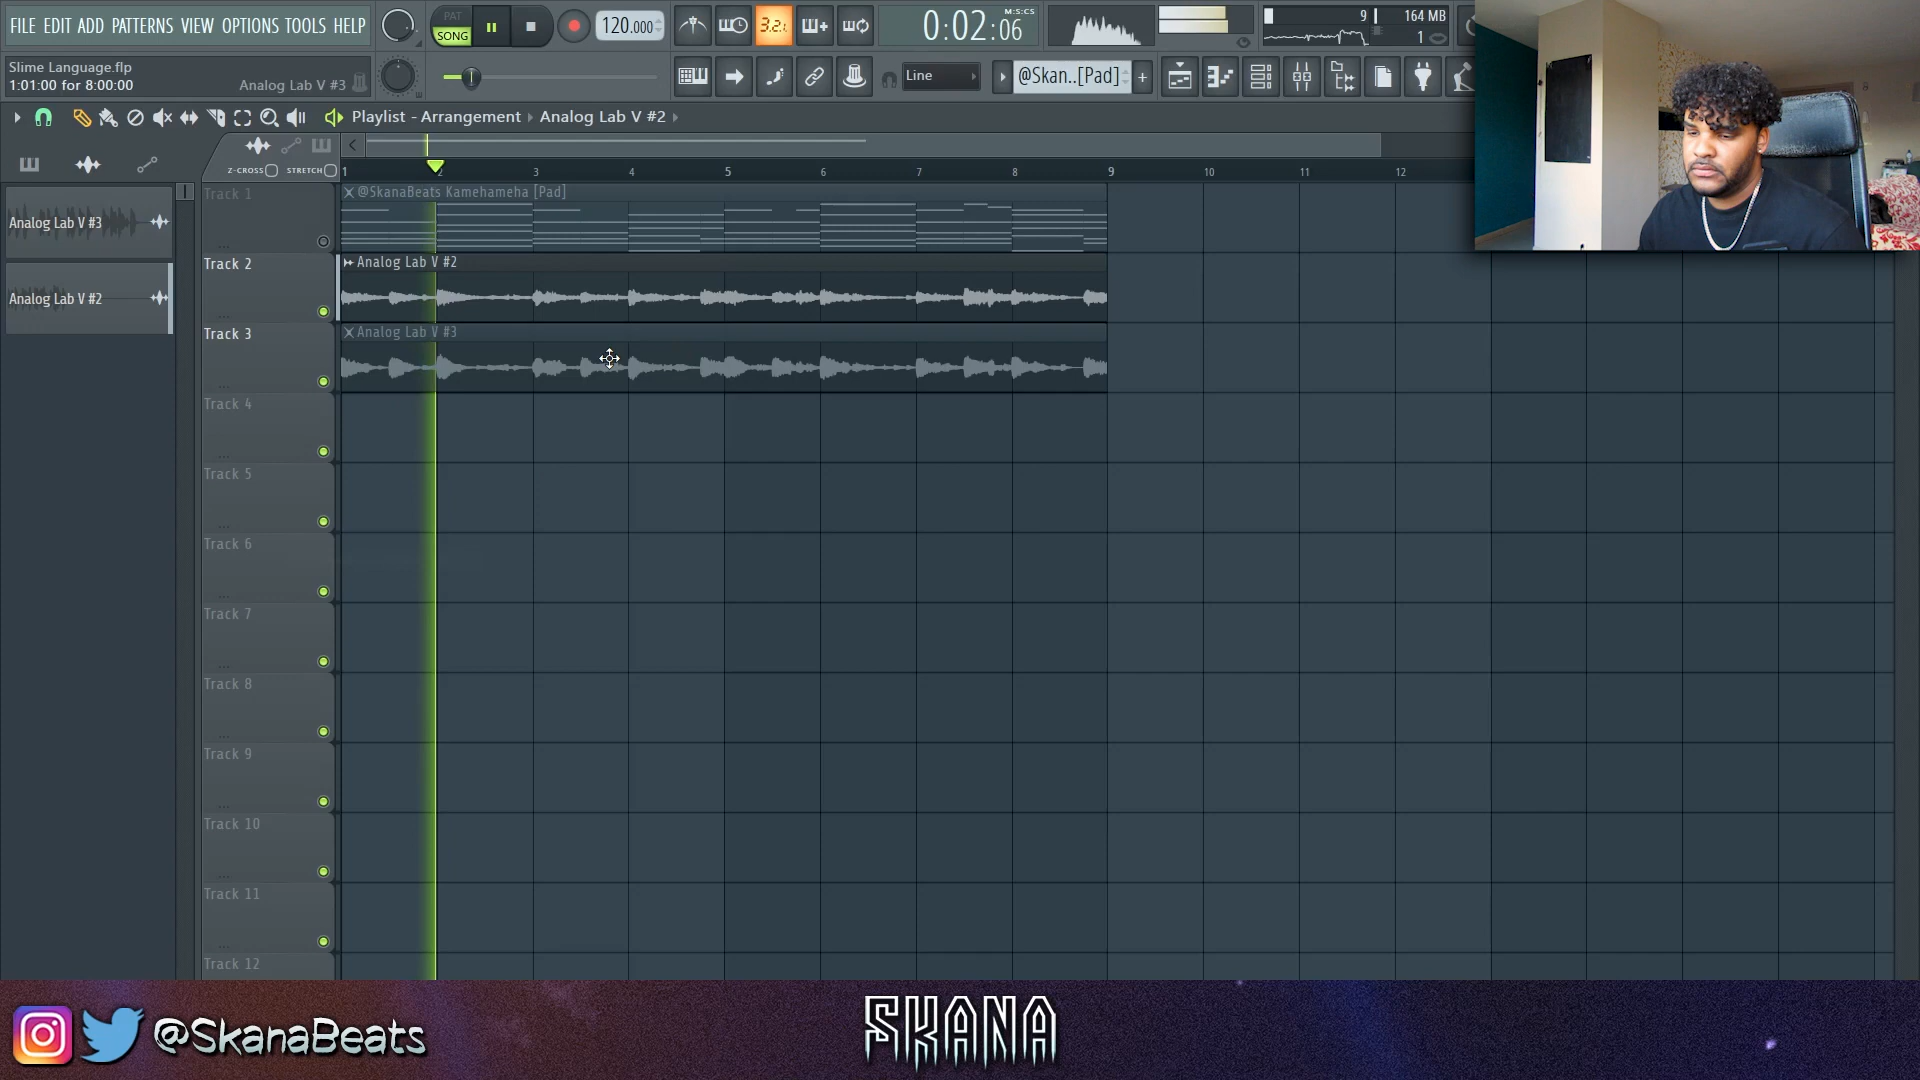 FILE EDIT ADD PATTERNS VIEW OPTIONS TOOLS HELP
PAT
SONG
120.000
3.2.
0:02:06
M:S:CS
9
164 MB
1
Slime Language.flp
1:01:00 for 8:00:00
Analog Lab V #3
Line
@Skan..[Pad]
Playlist - Arrangement
Analog Lab V #2
Z-CROSS
STRETCH
1 2 3 4 5 6 7 8 9 10 11 12
Analog Lab V #3
Analog Lab V #2
Track 1
@SkanaBeats Kamehameha [Pad]
Track 2
Analog Lab V #2
Track 3
Analog Lab V #3
Track 4
Track 5
Track 6
Track 7
Track 8
Track 9
Track 10
Track 11
Track 12
@SkanaBeats
SKANA